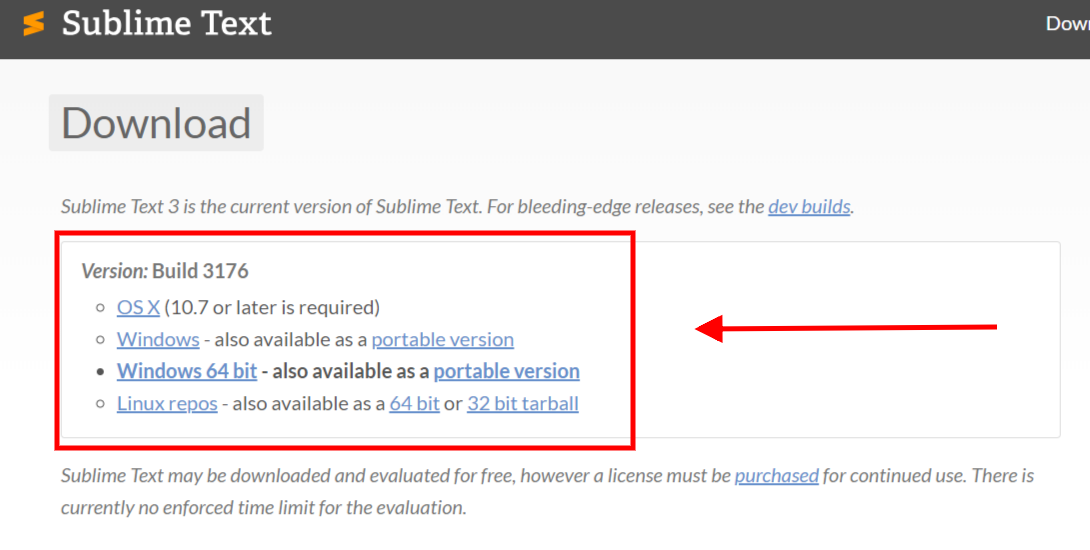 Sublime Text
Download
Sublime Text 3 is the current version of Sublime Text. For bleeding-edge releases, see the dev builds.
Version: Build 3176
OS X (10.7 or later is required)
Windows - also available as a portable version
Windows 64 bit - also available as a portable version
Linux repos - also available as a 64 bit or 32 bit tarball
Sublime Text may be downloaded and evaluated for free, however a license must be purchased for continued use. There is
currently no enforced time limit for the evaluation.